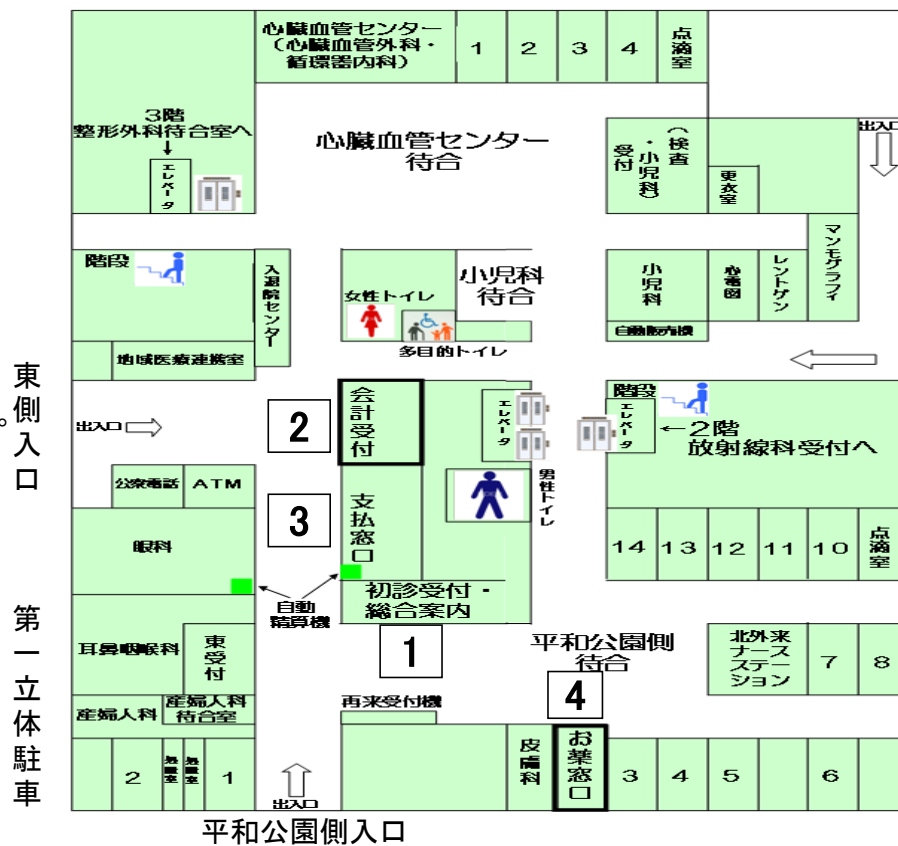 心臓血管センター
(心臓血管外科・
循環器内科)
1
2
3
4
点滴室
3階
整形外科待合室へ
エレベータ
心臓血管センター
待合
受付
(検査・小児科)
更衣室
出入口
マンモグラフィ
階段
入退院センター
地域医療連携室
女性トイレ
多目的トイレ
小児科
待合
小児科
自動販売機
心電図
レントゲン
東側入口
。
出入口
2
会計受付
エレベータ
男性トイレ
階段
エレベータ
←2階
放射線科受付へ
公衆電話
ATM
3
支払窓口
眼科
自動
精算機
初診受付・
総合案内
14
13
12
11
10
点滴室
第一立体駐車
耳鼻咽喉科
東受付
1
平和公園側
待合
4
北外来
ナース
ステー
ション
7
8
産婦人科
産婦人科
待合室
再来受付機
2
処置室
処置室
1
出入口
皮膚科
お薬窓口
3
4
5
6
平和公園側入口